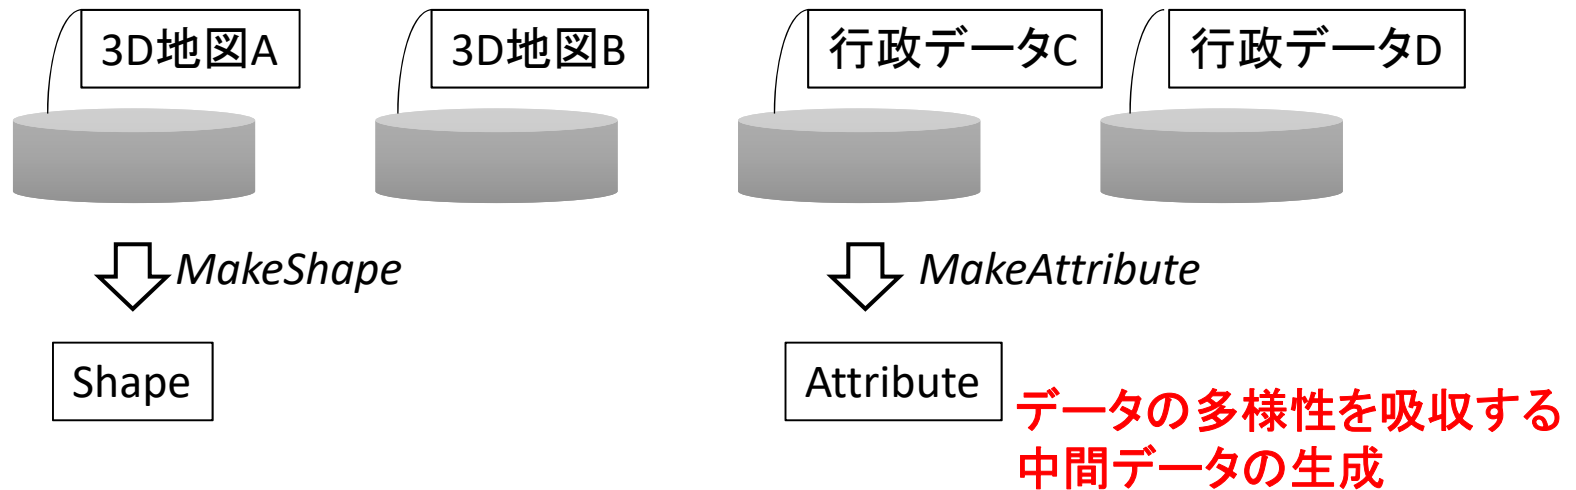 3D地図A
3D地図B
行政データC
行政データD
MakeShape
MakeAttribute
Shape
Attribute
データの多様性を吸収する
中間データの生成